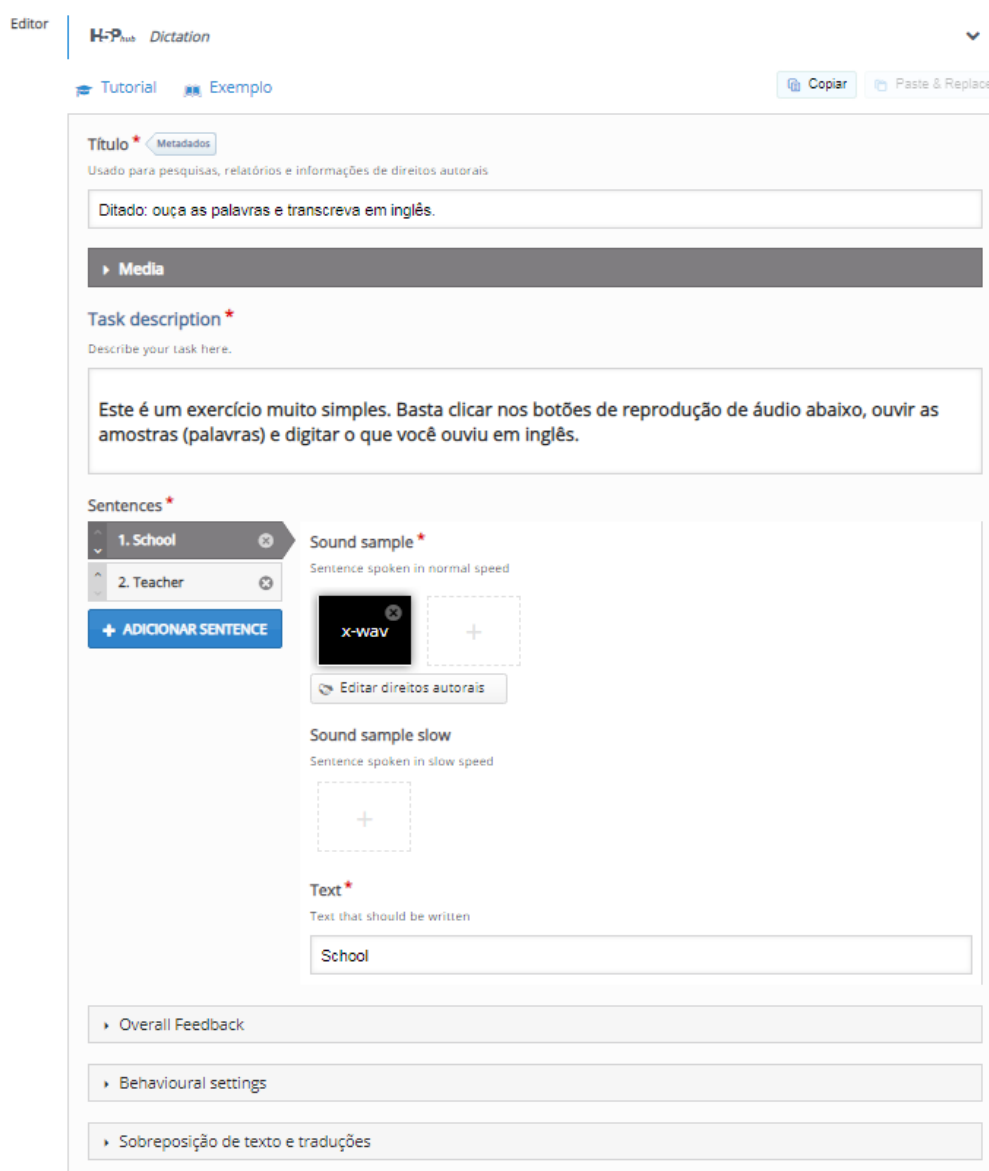 Editor
H5P hub Dictation
Tutorial Exemplo Copiar Paste & Replace
Título * Metadados
Usado para pesquisas, relatórios e informações de direitos autorais
Ditado: ouça as palavras e transcreva em inglês.
Media
Task description *
Describe your task here.
Este é um exercício muito simples. Basta clicar nos botões de reprodução de áudio abaixo, ouvir as
amostras (palavras) e digitar o que você ouviu em inglês.
Sentences *
1. School
2. Teacher
+ ADICIONAR SENTENCE
Sound sample *
Sentence spoken in normal speed
x-wav
Editar direitos autorais
Sound sample slow
Sentence spoken in slow speed
Text *
Text that should be written
School
Overall Feedback
Behavioural settings
Sobreposição de texto e traduções